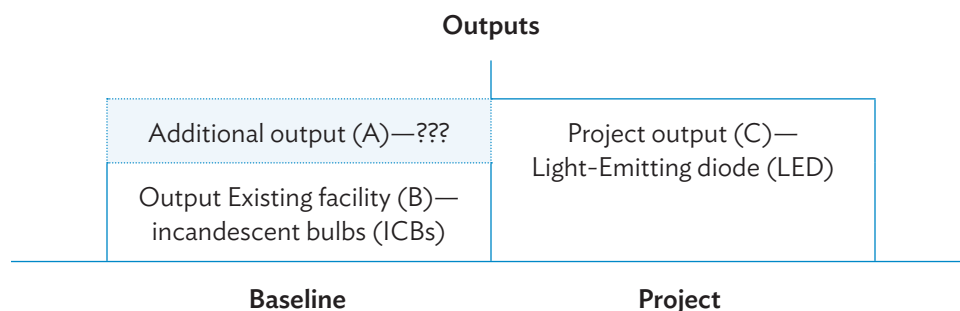 Outputs
Additional output (A)—???
Project output (C)—
Light-Emitting diode (LED)
Output Existing facility (B)—
incandescent bulbs (ICBs)
Baseline
Project